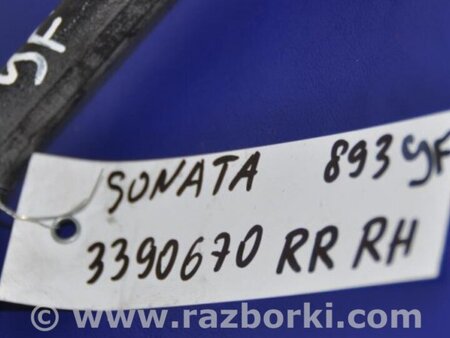 YF
SONATA 893 YF
3390670 RR RH
© www.razborki.com